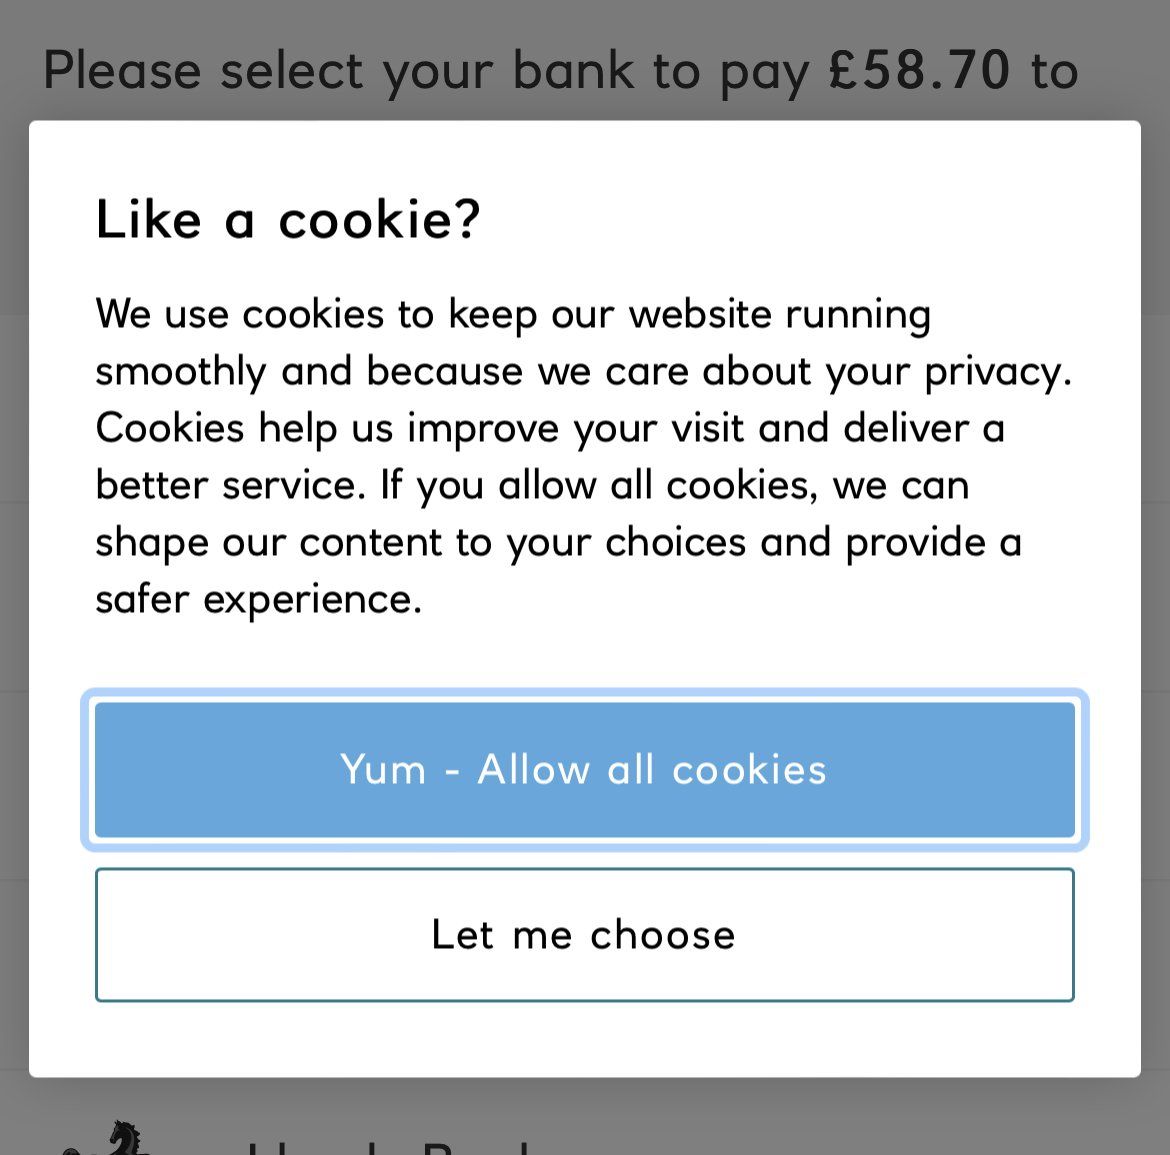 Please select your bank to pay £58.70 to
Like a cookie?
We use cookies to keep our website running
smoothly and because we care about your privacy.
Cookies help us improve your visit and deliver a
better service. If you allow all cookies, we can
shape our content to your choices and provide a
safer experience.
Yum - Allow all cookies
Let me choose